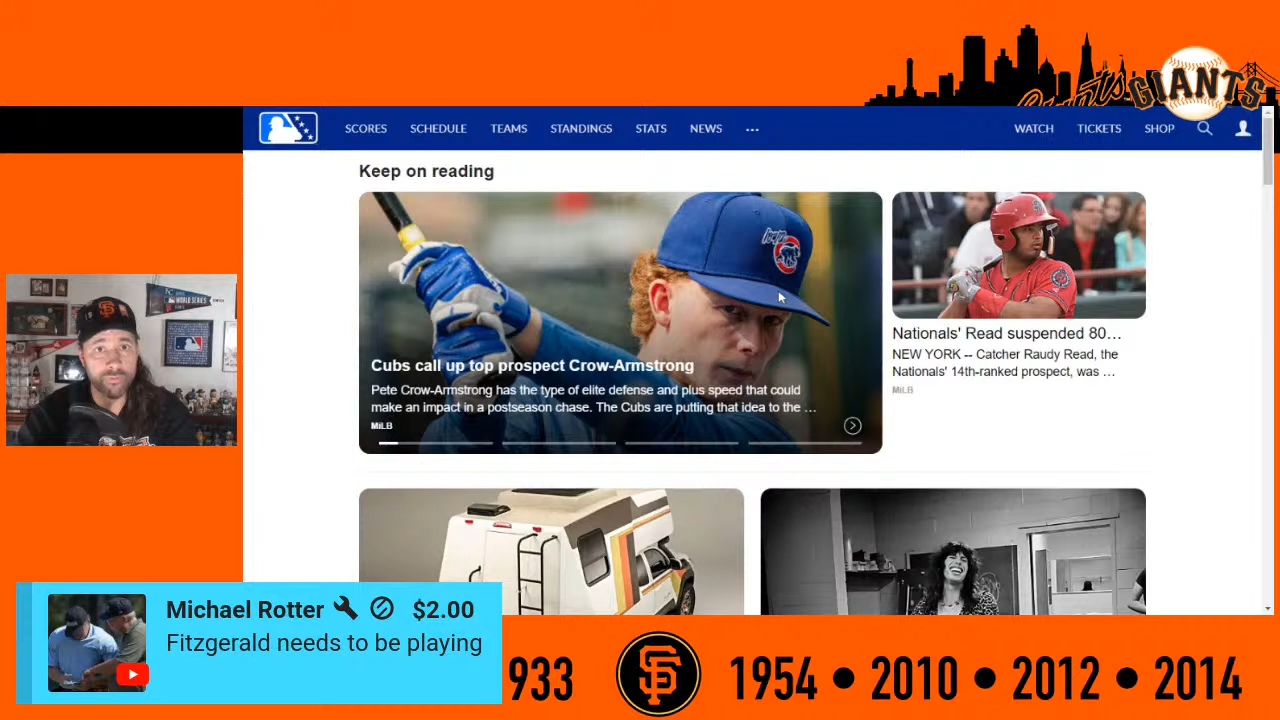 GIANTS
SCORES SCHEDULE TEAMS STANDINGS STATS NEWS ... WATCH TICKETS SHOP
Keep on reading
Cubs call up top prospect Crow-Armstrong
Pete Crow-Armstrong has the type of elite defense and plus speed that could
make an impact in a postseason chase. The Cubs are putting that idea to the ...
MiLB
Nationals' Read suspended 80...
NEW YORK -- Catcher Raudy Read, the
Nationals' 14th-ranked prospect, was ...
MiLB
WORLD SERIES
Michael Rotter $2.00
Fitzgerald needs to be playing
933 SF 1954 • 2010 • 2012 • 2014